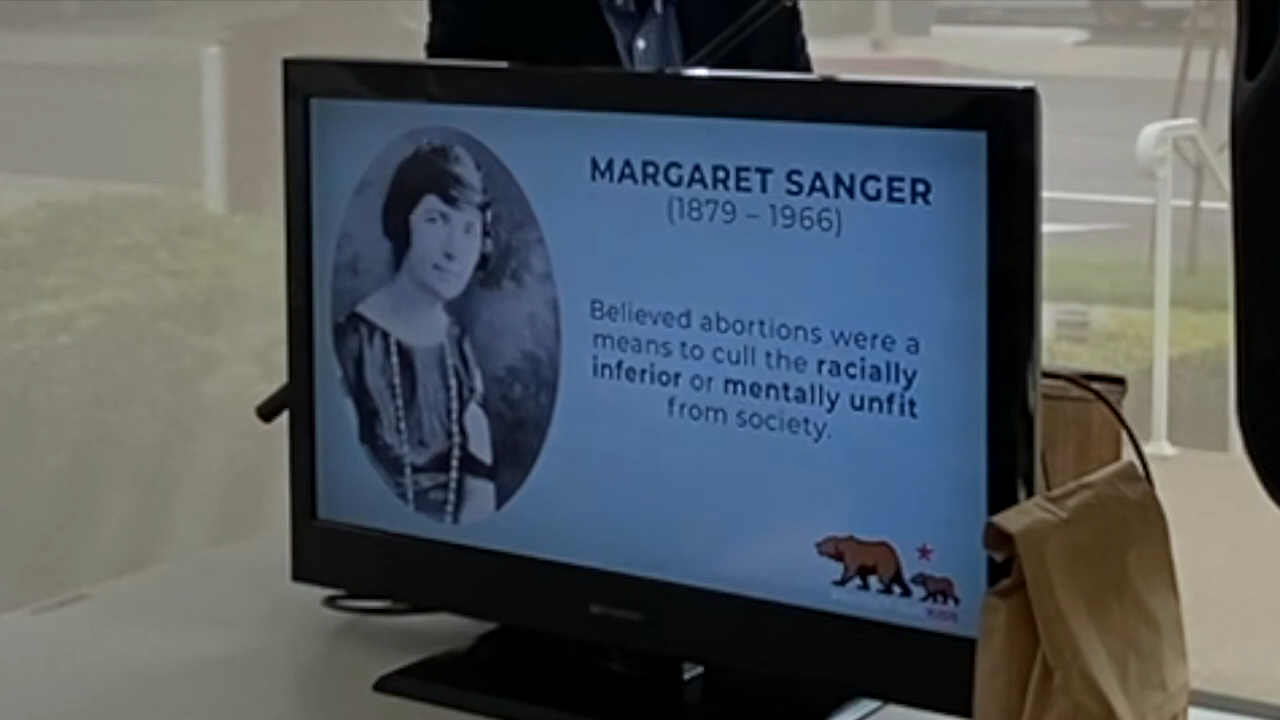 MARGARET SANGER
(1879 – 1966)
Believed abortions were a
means to cull the racially
inferior or mentally unfit
from society.